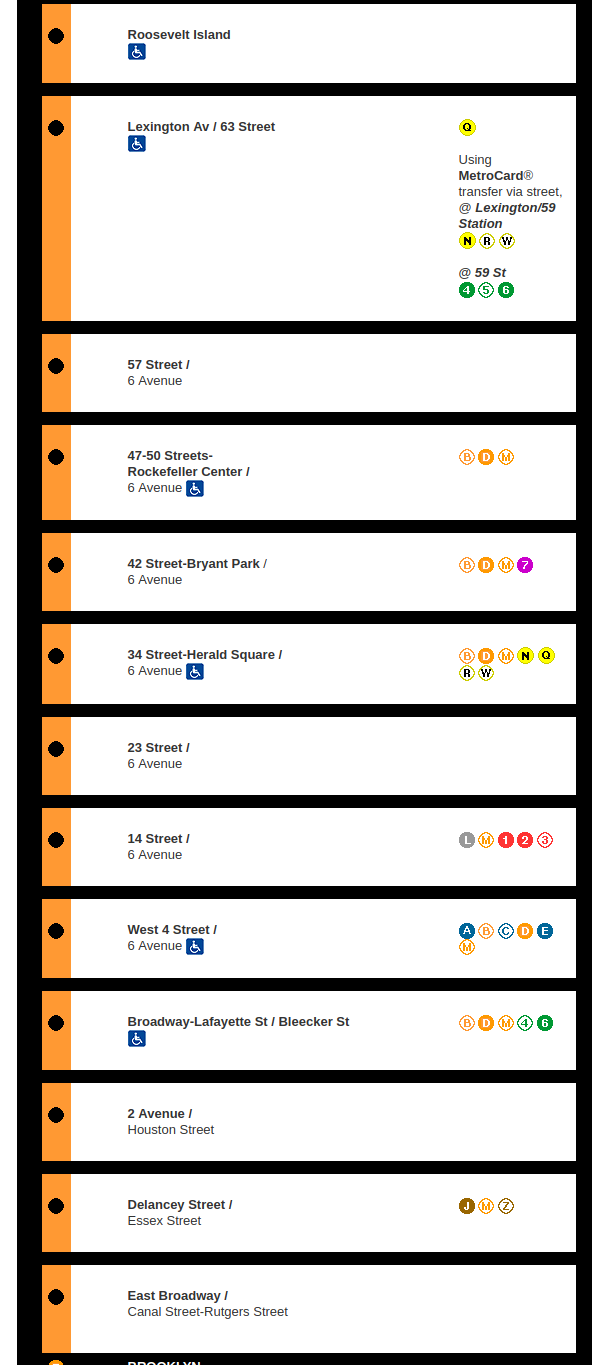 Roosevelt Island
Lexington Av / 63 Street
Q
Using
MetroCard®
transfer via street,
@ Lexington/59
Station
N R W
@ 59 St
4 5 6
57 Street /
6 Avenue
47-50 Streets-
Rockefeller Center /
6 Avenue
B D M
42 Street-Bryant Park /
6 Avenue
B D M 7
34 Street-Herald Square /
6 Avenue
B D M N Q
R W
23 Street /
6 Avenue
14 Street /
6 Avenue
L M 1 2 3
West 4 Street /
6 Avenue
A B C D E
M
Broadway-Lafayette St / Bleecker St
B D M 4 6
2 Avenue /
Houston Street
Delancey Street /
Essex Street
J M Z
East Broadway /
Canal Street-Rutgers Street
BROOKLYN